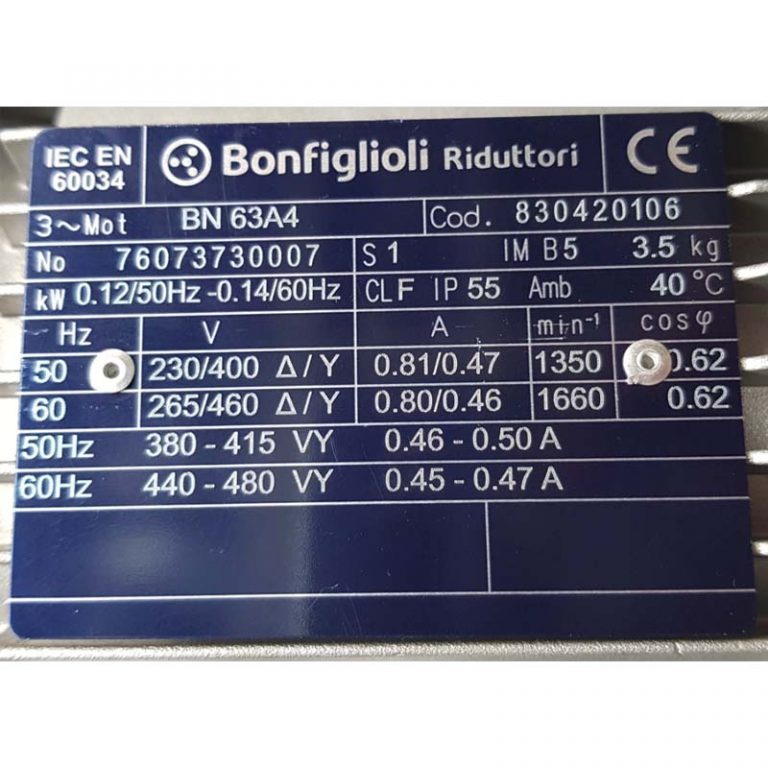 IEC EN 60034 Bonfiglioli Riduttori CE
3~Mot BN 63A4 Cod. 830420106
No 76073730007 S1 IM B5 3.5 kg
kW 0.12/50Hz -0.14/60Hz CL F IP 55 Amb 40 °C
Hz V A min⁻¹ cosφ
50 230/400 Δ/Y 0.81/0.47 1350 0.62
60 265/460 Δ/Y 0.80/0.46 1660 0.62
50Hz 380 - 415 VY 0.46 - 0.50 A
60Hz 440 - 480 VY 0.45 - 0.47 A